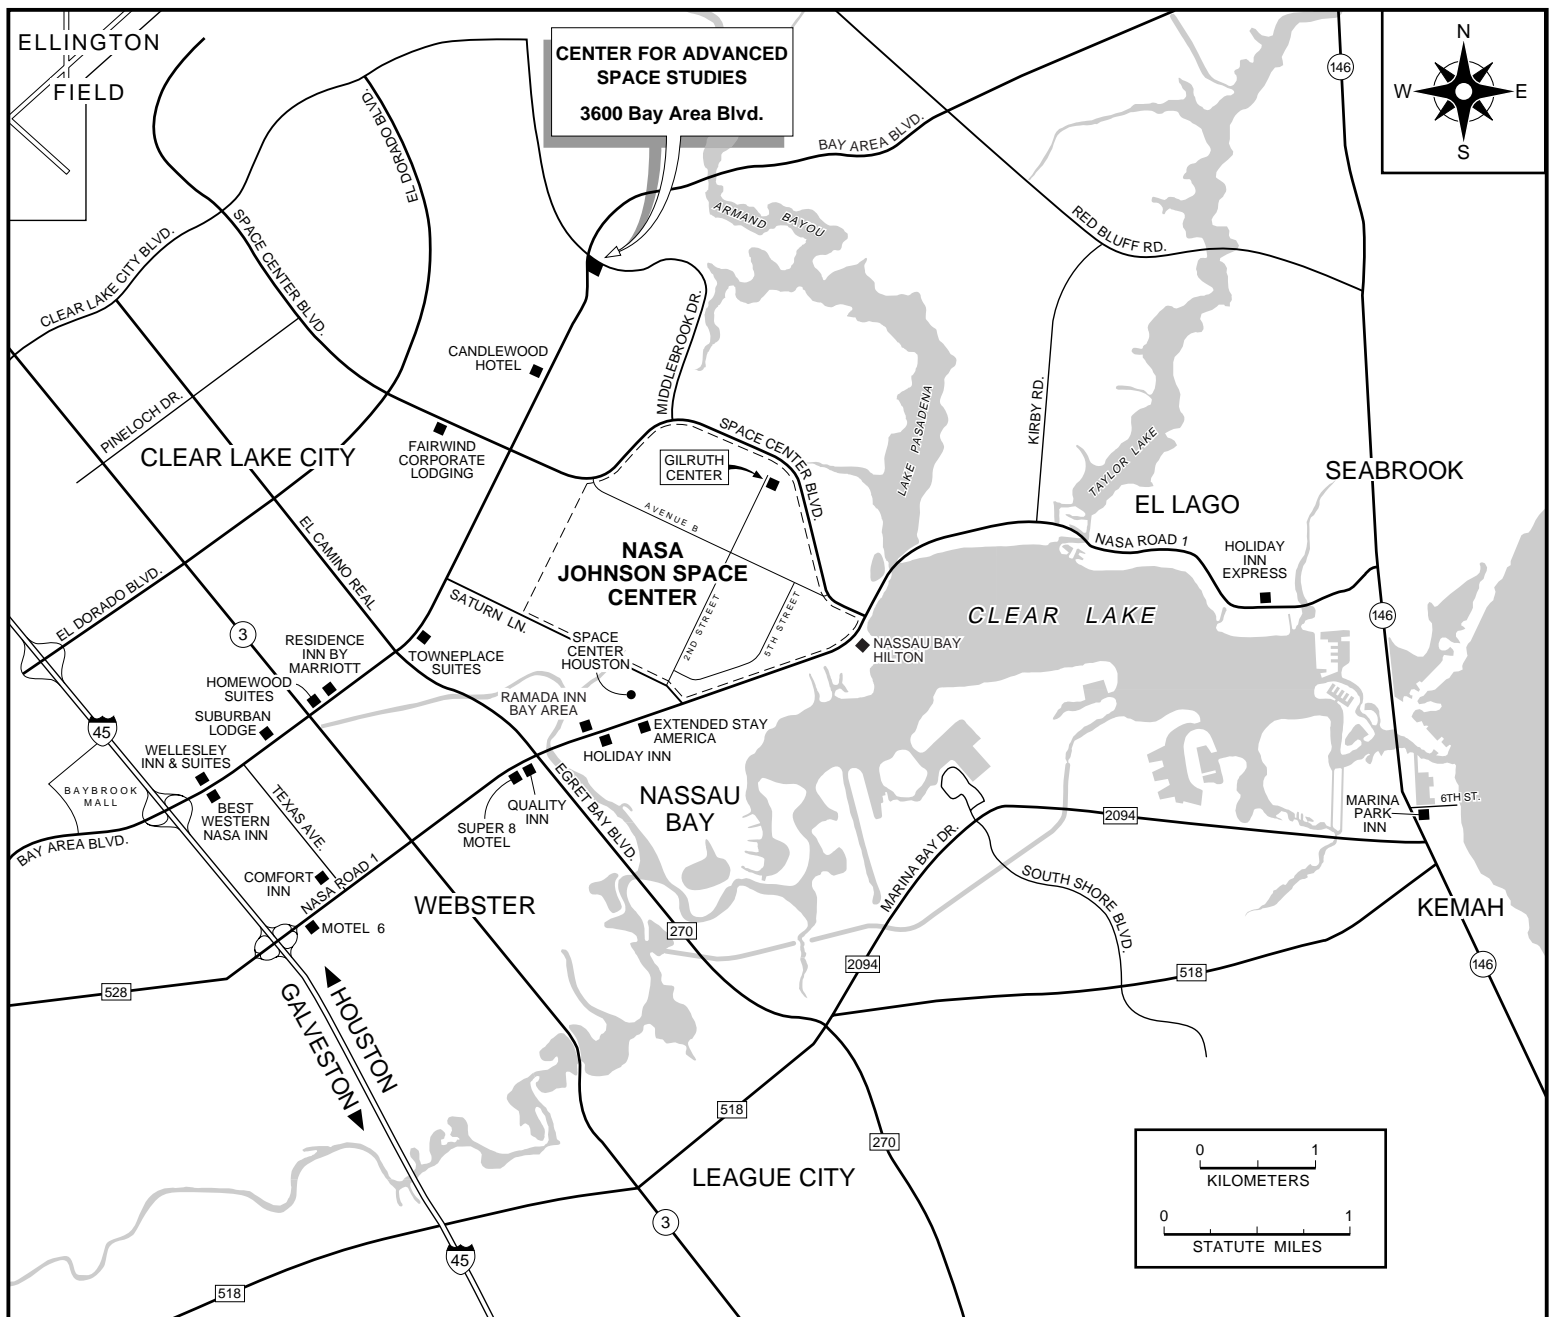 ELLINGTON
FIELD
CENTER FOR ADVANCED
SPACE STUDIES
3600 Bay Area Blvd.
146
N
W
E
S
EL DORADO BLVD.
BAY AREA BLVD.
ARMAND BAYOU
RED BLUFF RD.
CLEAR LAKE CITY BLVD.
SPACE CENTER BLVD.
MIDDLEBROOK DR.
CANDLEWOOD
HOTEL
PINELOCH DR.
CLEAR LAKE CITY
FAIRWIND
CORPORATE
LODGING
SPACE CENTER BLVD.
GILRUTH
CENTER
LAKE PASADENA
KIRBY RD.
TAYLOR LAKE
SEABROOK
EL LAGO
AVENUE B
NASA
JOHNSON SPACE
CENTER
NASA ROAD 1
HOLIDAY
INN
EXPRESS
EL CAMINO REAL
EL DORADO BLVD.
SATURN LN.
2ND STREET
5TH STREET
CLEAR LAKE
146
3
RESIDENCE
INN BY
MARRIOTT
SPACE
CENTER
HOUSTON
TOWNEPLACE
SUITES
NASSAU BAY
HILTON
HOMEWOOD
SUITES
RAMADA INN
BAY AREA
SUBURBAN
LODGE
EXTENDED STAY
AMERICA
45
HOLIDAY INN
WELLESLEY
INN & SUITES
BAYBROOK
MALL
BEST
WESTERN
NASA INN
TEXAS AVE.
QUALITY
INN
EGRET BAY BLVD.
NASSAU
BAY
SUPER 8
MOTEL
BAY AREA BLVD.
MARINA
PARK
INN
6TH ST.
2094
MARINA BAY DR.
COMFORT
INN
NASA ROAD 1
SOUTH SHORE BLVD.
WEBSTER
KEMAH
MOTEL 6
270
2094
518
146
528
HOUSTON
GALVESTON
518
270
LEAGUE CITY
3
45
518
0 1
KILOMETERS
0 1
STATUTE MILES